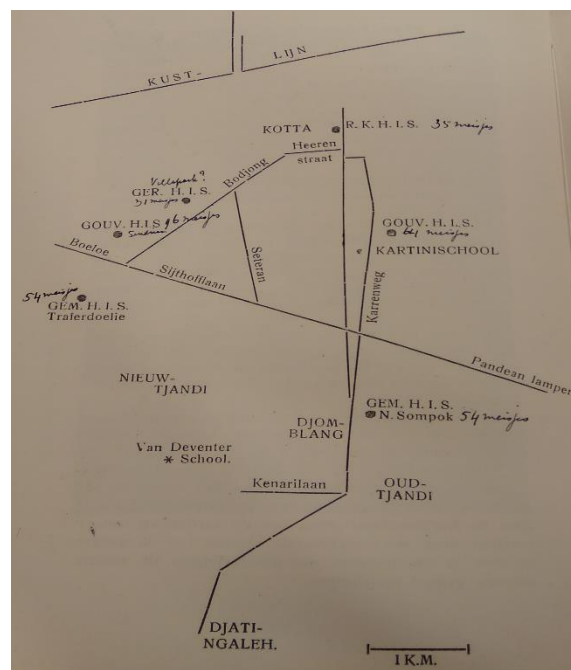 KUST-
LIJN
KOTTA
R. K. H. I. S. 35 meisjes
Heeren
straat
Bodjong
Villapark?
GER. H. I. S.
31 meisjes
GOUV. H. I. S 96 meisjes
GOUV. H. I. S.
64 meisjes
KARTINISCHOOL
Boeloe
Sijthofflaan
Seteran
Karrenweg
54 meisjes
GEM. H. I. S.
Traferdoelie
Pandean lamper
NIEUW-
TJANDI
GEM. H. I. S.
N. Sompok 54 meisjes
DJOM-
BLANG
Van Deventer
* School.
Kenarilaan
OUD-
TJANDI
DJATI-
NGALEH.
1 K.M.